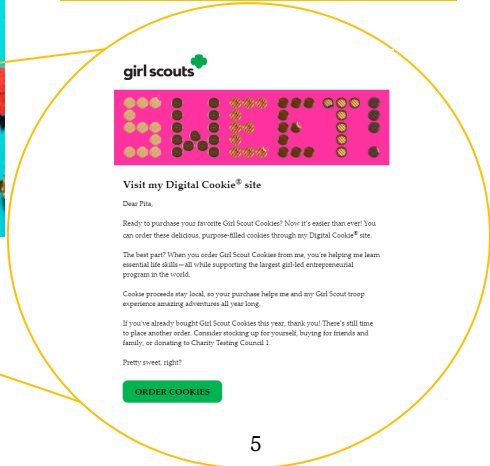 girl scouts
SWEET!
Visit my Digital Cookie® site
Dear Pita,
Ready to purchase your favorite Girl Scout Cookies? Now it's easier than ever! You
can order these delicious, purpose-filled cookies through my Digital Cookie® site.
The best part? When you order Girl Scout Cookies from me, you're helping me learn
essential life skills—all while supporting the largest girl-led entrepreneurial
program in the world.
Cookie proceeds stay local, so your purchase helps me and my Girl Scout troop
experience amazing adventures all year long.
If you've already bought Girl Scout Cookies this year, thank you! There's still time
to place another order. Consider stocking up for yourself, buying for friends and
family, or donating to Charity Testing Council 1.
Pretty sweet, right?
ORDER COOKIES
5